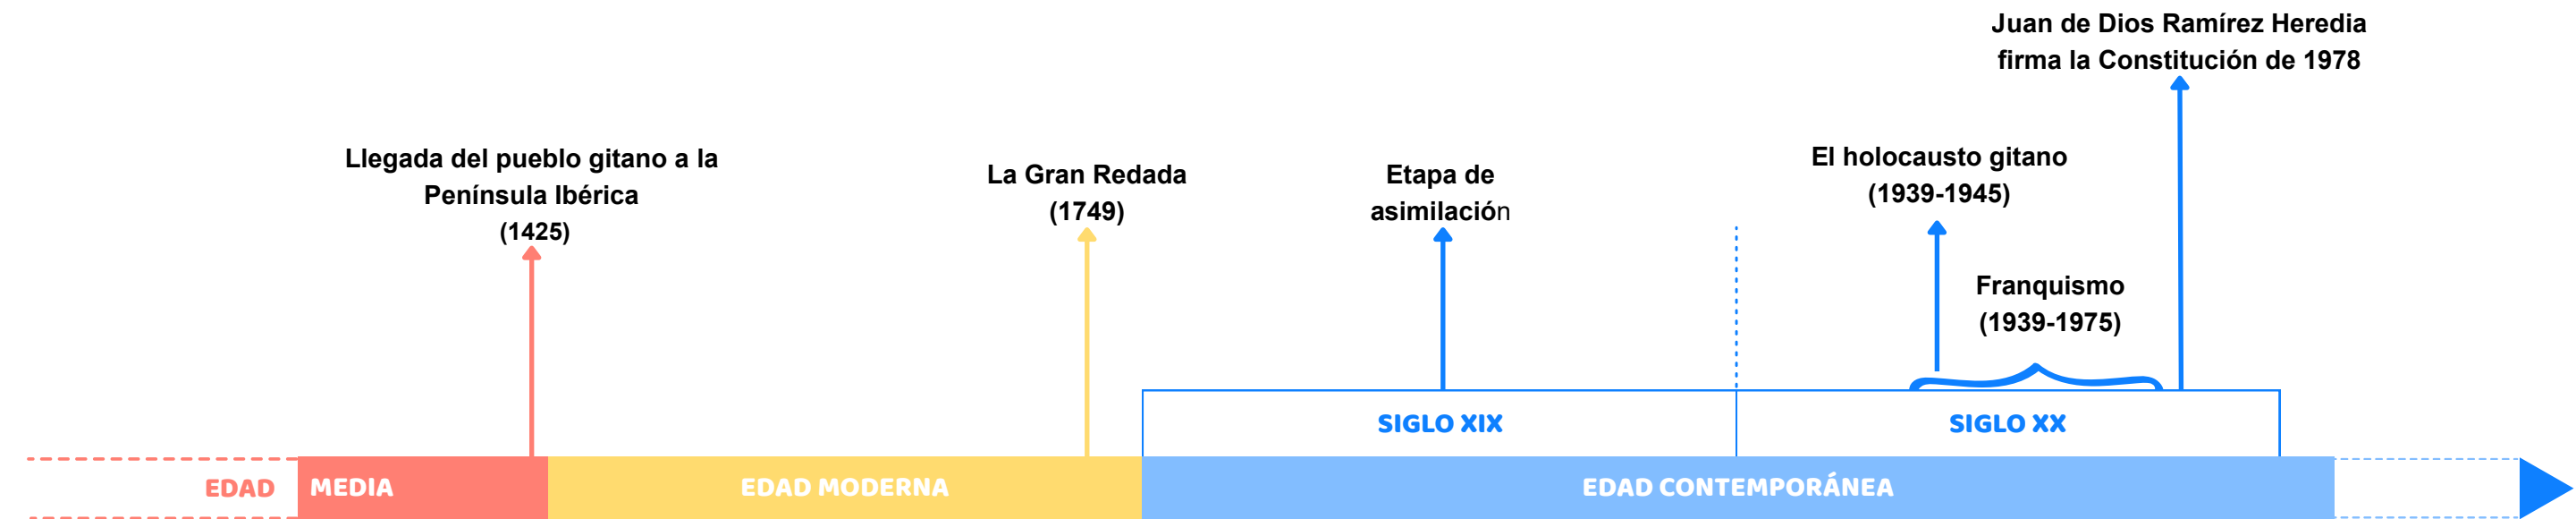 Juan de Dios Ramírez Heredia
firma la Constitución de 1978
Llegada del pueblo gitano a la
Península Ibérica
(1425)
La Gran Redada
(1749)
Etapa de
asimilación
El holocausto gitano
(1939-1945)
Franquismo
(1939-1975)
SIGLO XIX
SIGLO XX
EDAD MEDIA
EDAD MODERNA
EDAD CONTEMPORÁNEA